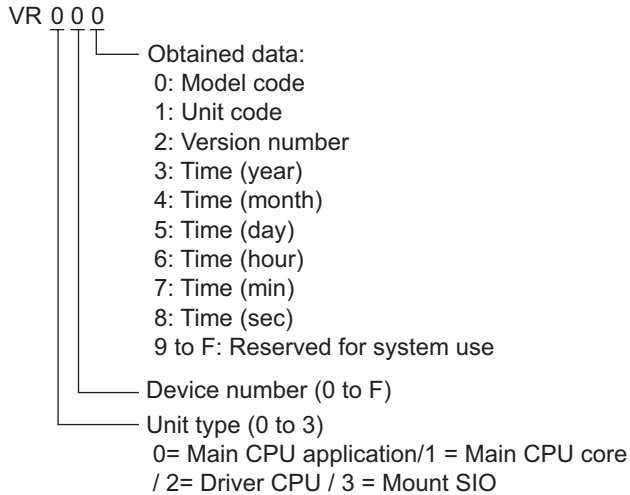 VR 0 0 0
Obtained data:
0: Model code
1: Unit code
2: Version number
3: Time (year)
4: Time (month)
5: Time (day)
6: Time (hour)
7: Time (min)
8: Time (sec)
9 to F: Reserved for system use
Device number (0 to F)
Unit type (0 to 3)
0= Main CPU application/1 = Main CPU core
/ 2= Driver CPU / 3 = Mount SIO